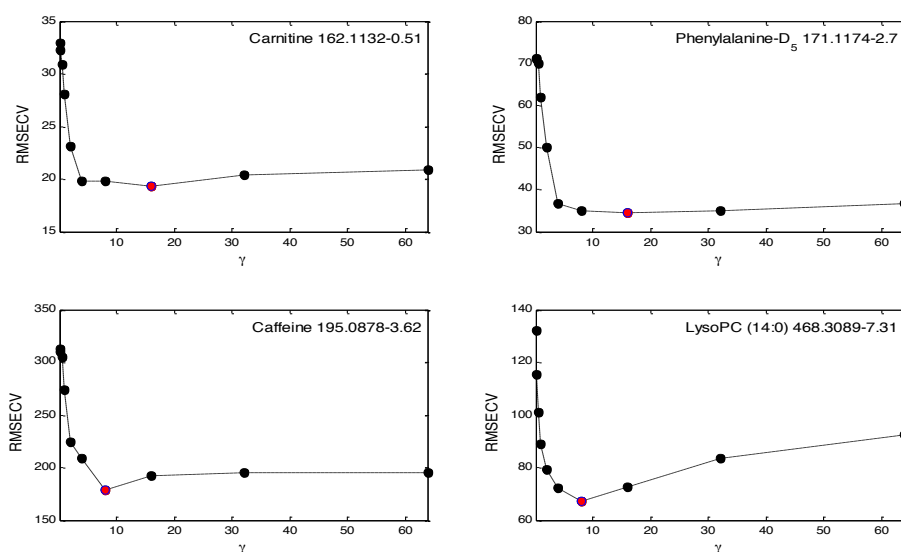 Carnitine 162.1132-0.51
RMSECV
35
30
25
20
15
10 20 30 40 50 60
γ
Phenylalanine-D5 171.1174-2.7
RMSECV
80
70
60
50
40
30
10 20 30 40 50 60
γ
Caffeine 195.0878-3.62
RMSECV
350
300
250
200
150
10 20 30 40 50 60
γ
LysoPC (14:0) 468.3089-7.31
RMSECV
140
120
100
80
60
10 20 30 40 50 60
γ